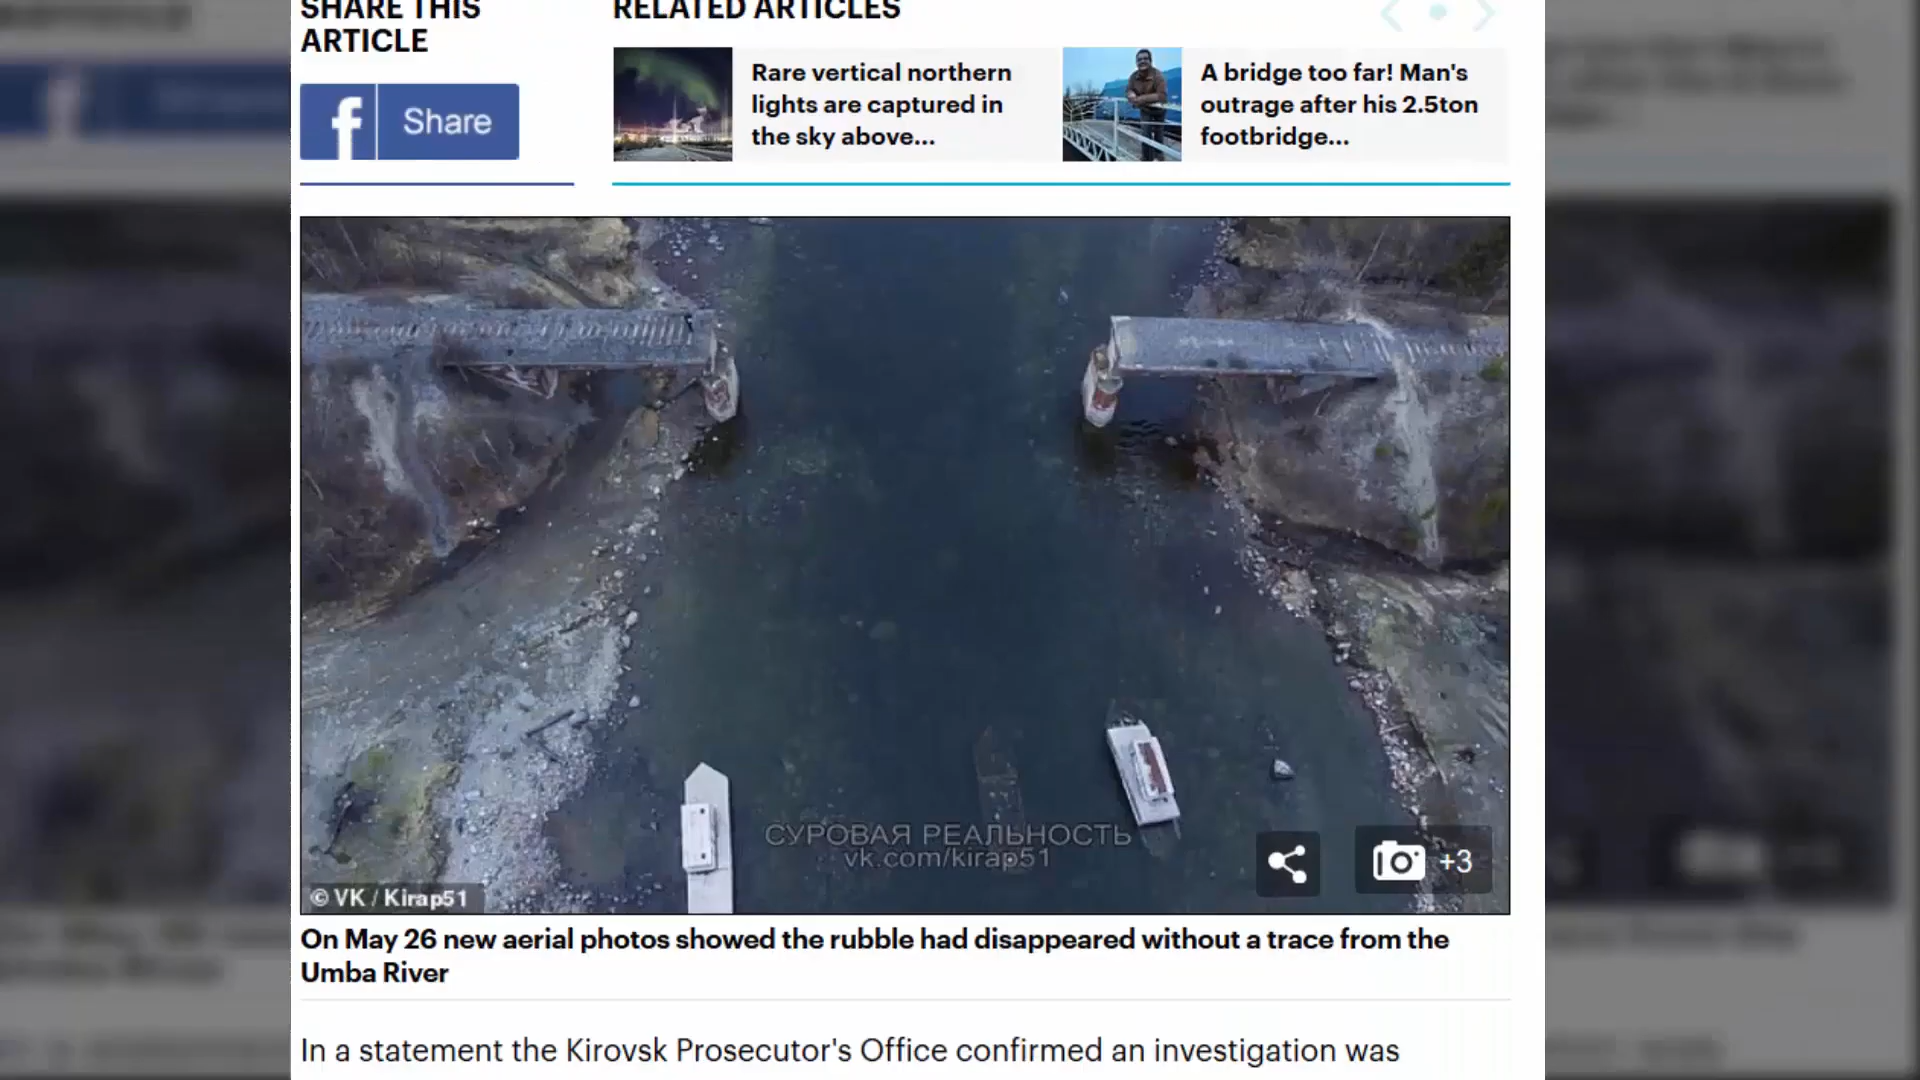 SHARE THIS
ARTICLE
f Share
RELATED ARTICLES
Rare vertical northern
lights are captured in
the sky above...
A bridge too far! Man's
outrage after his 2.5ton
footbridge...
СУРОВАЯ РЕАЛЬНОСТЬ
vk.com/kirap51
+3
© VK / Kirap51
On May 26 new aerial photos showed the rubble had disappeared without a trace from the
Umba River
In a statement the Kirovsk Prosecutor's Office confirmed an investigation was